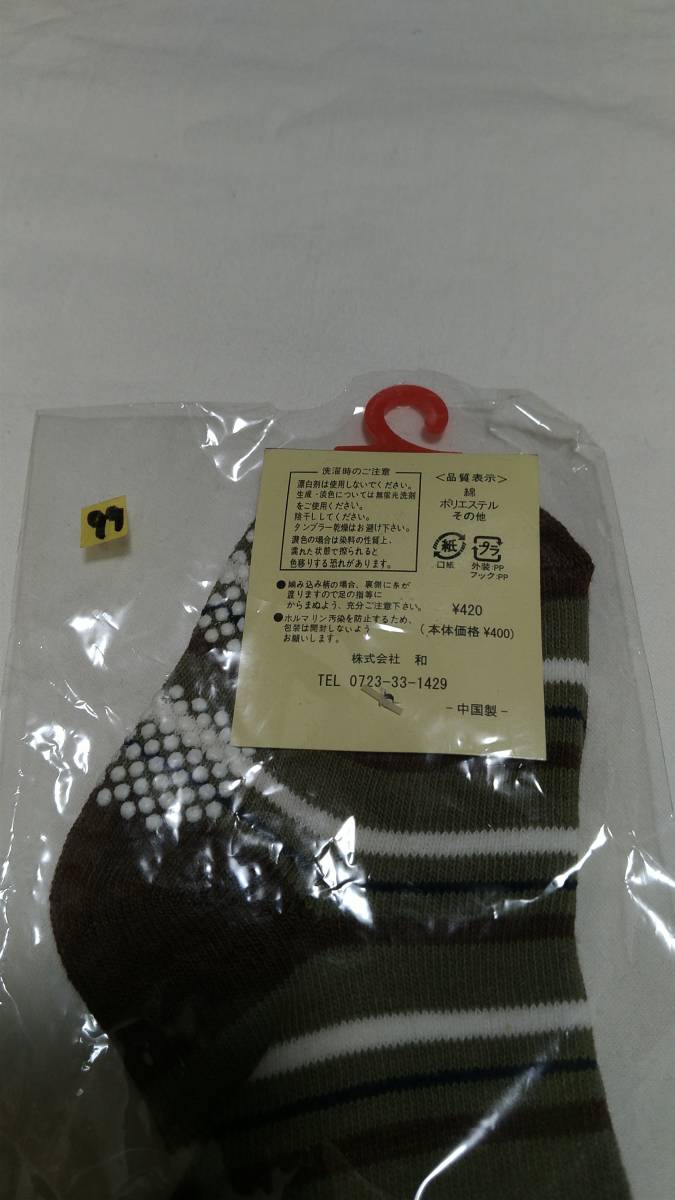 99
洗濯時のご注意
漂白剤は使用しないでください。
生成・淡色については無蛍光洗剤
をご使用ください。
陰干ししてください。
タンブラー乾燥はお避け下さい。
濃色の場合は染料の性質上、
濡れた状態で擦られると
色移りする恐れがあります。
●編み込み柄の場合、裏側に糸が
渡りますので足の指等に
からまぬよう、充分ご注意下さい。
●ホルマリン汚染を防止するため、
包装は開封しないよう
お願いします。
<品質表示>
綿
ポリエステル
その他
紙
口紙
プラ
外装:PP
フック:PP
¥420
(本体価格 ¥400)
株式会社 和
TEL 0723-33-1429
-中国製-